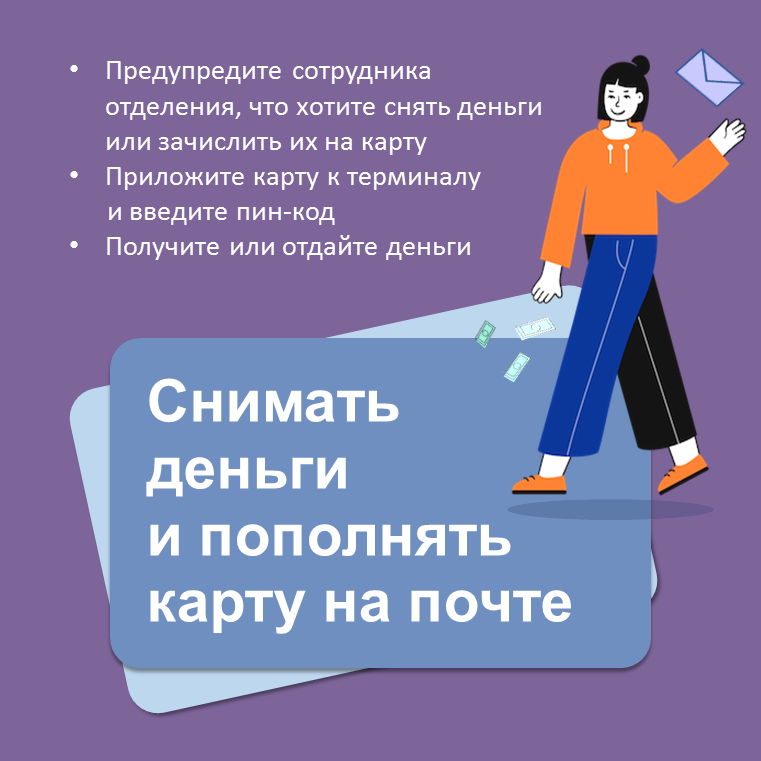 • Предупредите сотрудника
отделения, что хотите снять деньги
или зачислить их на карту
• Приложите карту к терминалу
и введите пин-код
• Получите или отдайте деньги
Снимать
деньги
и пополнять
карту на почте